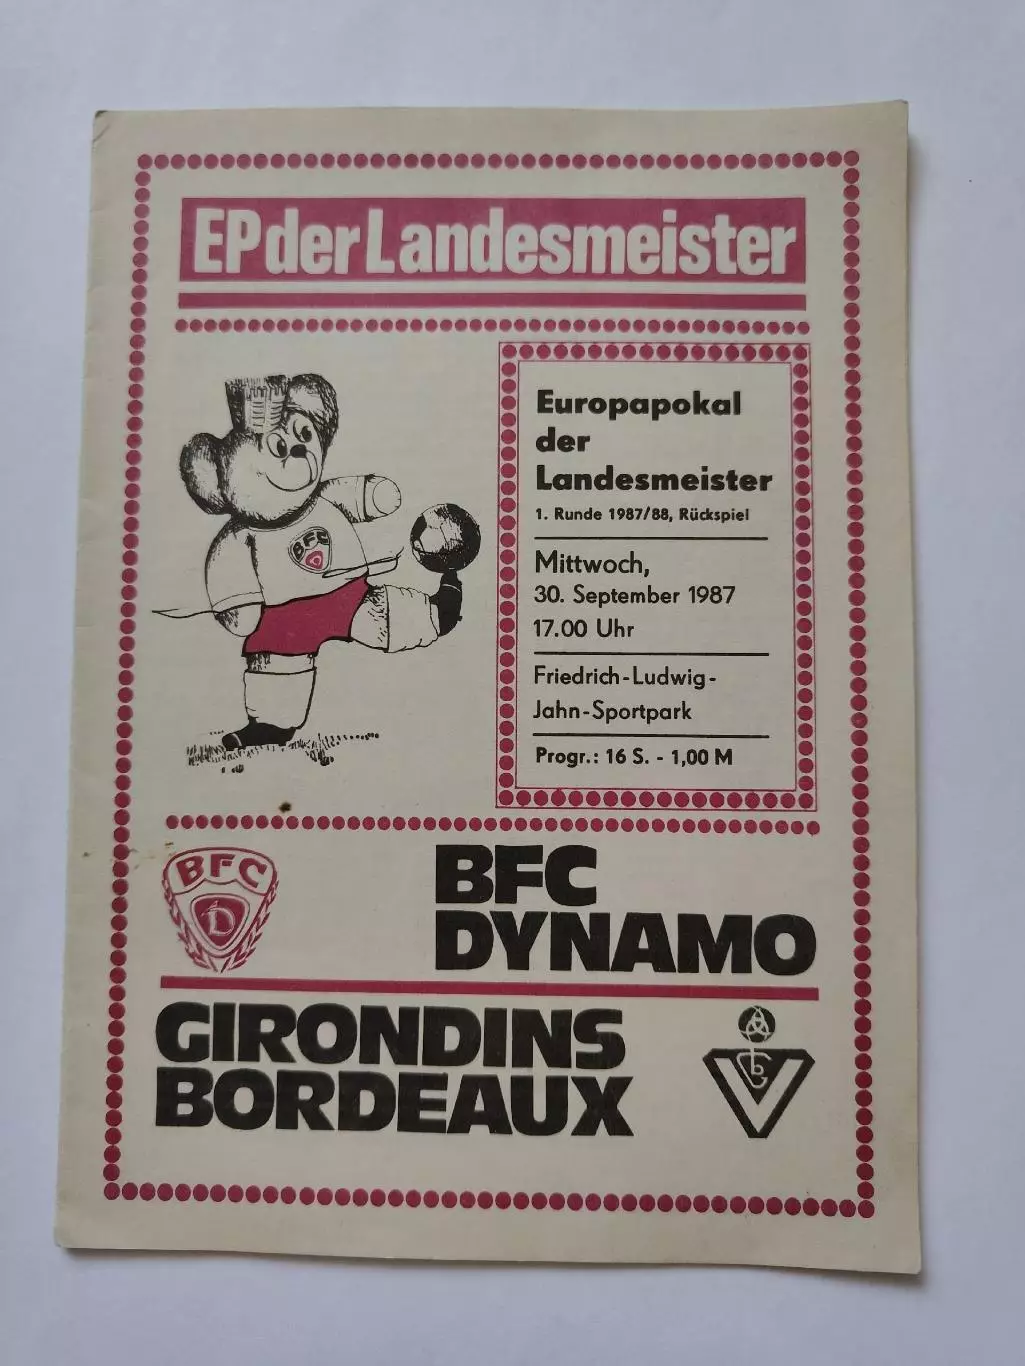 EP der Landesmeister
Europapokal
der
Landesmeister
1. Runde 1987/88, Rückspiel
Mittwoch,
30. September 1987
17.00 Uhr
Friedrich-Ludwig-
Jahn-Sportpark
Progr.: 16 S. - 1,00 M
BFC
BFC
D
BFC
DYNAMO
GIRONDINS
BORDEAUX